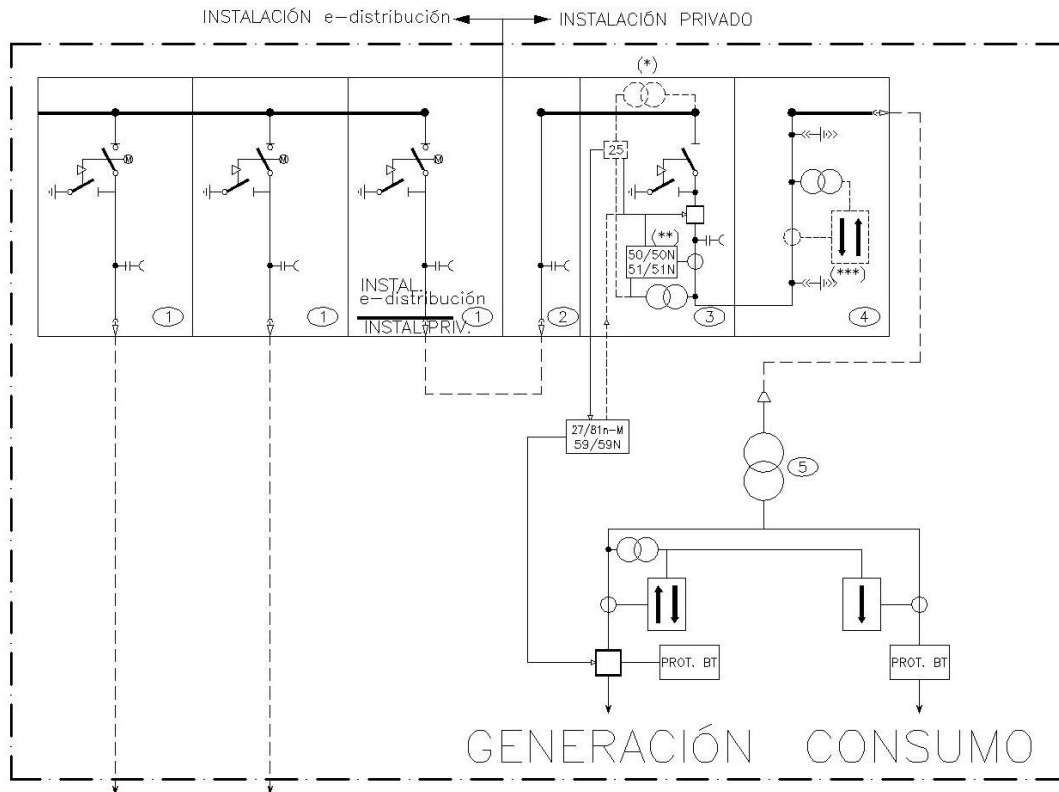 INSTALACIÓN e-distribución
INSTALACIÓN PRIVADO
(*)
M
M
25
(**)
50/50N
51/51N
(***)
INSTAL.
e-distribución
INSTAL.PRIV.
1
1
1
2
3
4
27/81n-M
59/59N
5
PROT. BT
PROT. BT
GENERACIÓN
CONSUMO